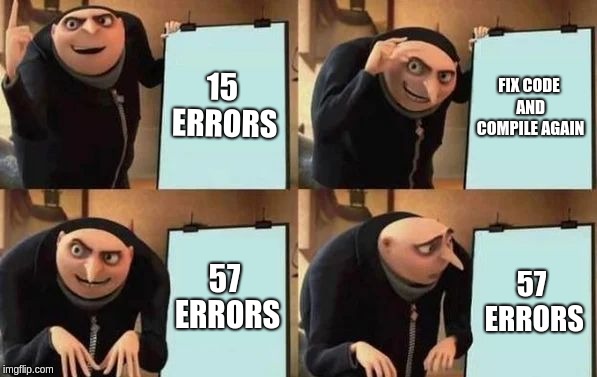 15
ERRORS
FIX CODE
AND
COMPILE AGAIN
57
ERRORS
57
ERRORS
imgflip.com